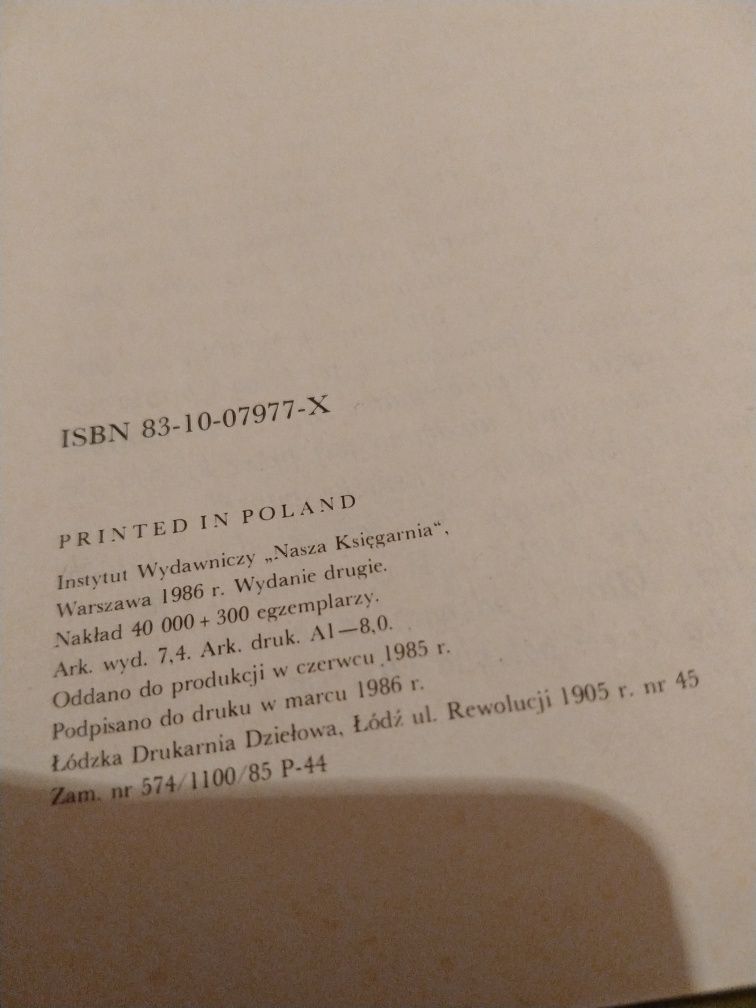 ISBN 83-10-07977-X
PRINTED IN POLAND
Instytut Wydawniczy „Nasza Księgarnia“,
Warszawa 1986 r. Wydanie drugie.
Nakład 40 000 + 300 egzemplarzy.
Ark. wyd. 7,4. Ark. druk. A1—8,0.
Oddano do produkcji w czerwcu 1985 r.
Podpisano do druku w marcu 1986 r.
Łódzka Drukarnia Dziełowa, Łódź ul. Rewolucji 1905 r. nr 45
Zam. nr 574/1100/85 P-44